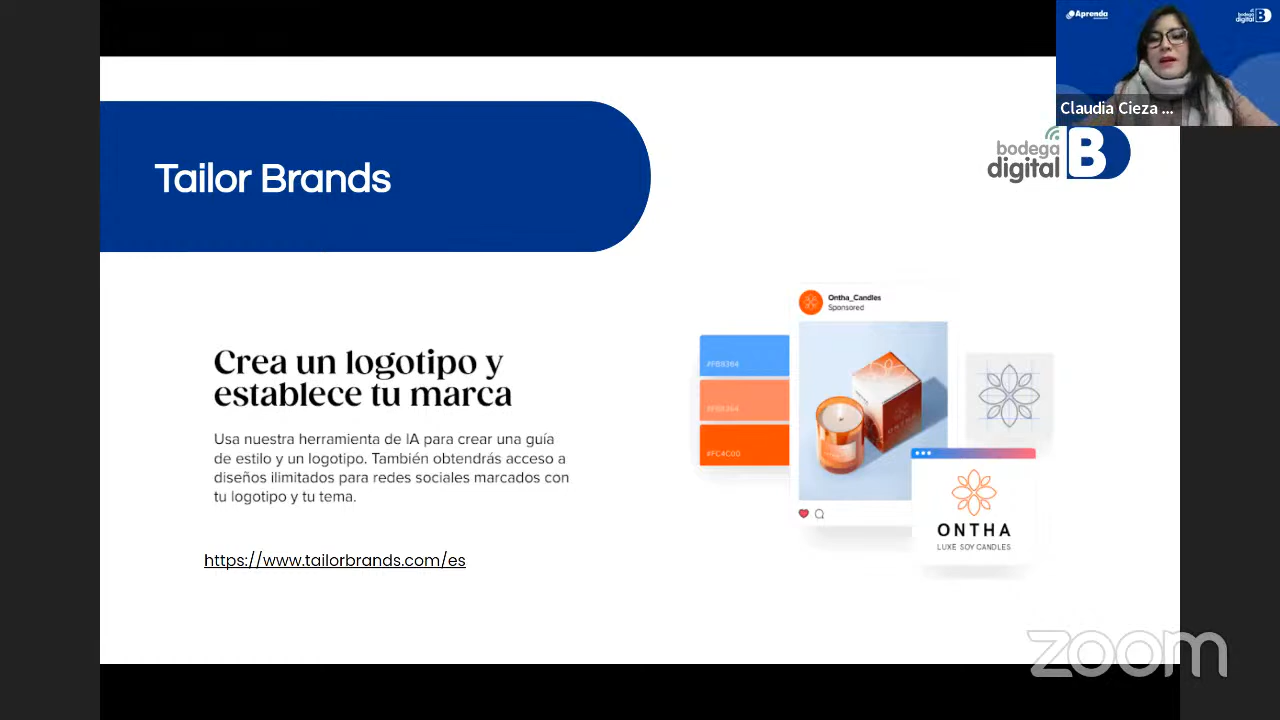 Aprenda
bodega
digital B
Claudia Cieza ...
bodega
digital B
Tailor Brands
Crea un logotipo y
establece tu marca
Usa nuestra herramienta de IA para crear una guía
de estilo y un logotipo. También obtendrás acceso a
diseños ilimitados para redes sociales marcados con
tu logotipo y tu tema.
https://www.tailorbrands.com/es
Ontha_Candles
Sponsored
#FC4C00
ONTHA
LUXE SOY CANDLES
zoom